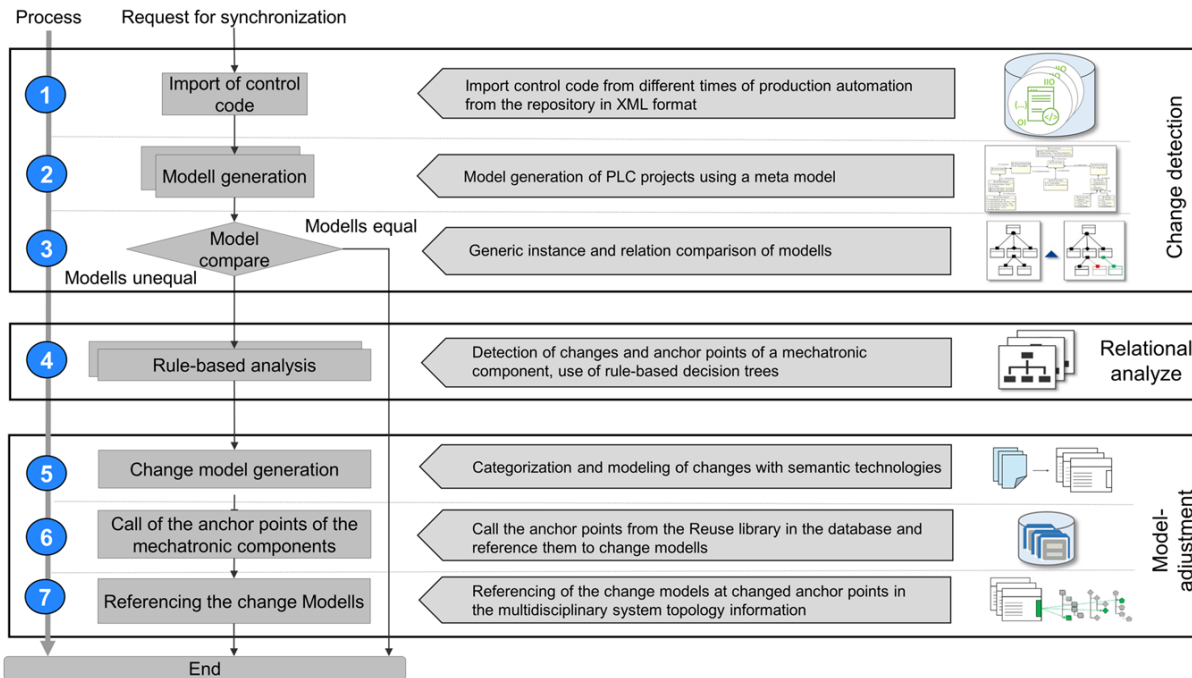 Process
Request for synchronization
1
Import of control
code
Import control code from different times of production automation
from the repository in XML format
IIO
IIO
{...}
</>
OI
2
Modell generation
Model generation of PLC projects using a meta model
3
Model
compare
Modells equal
Modells unequal
Generic instance and relation comparison of modells
Change detection
4
Rule-based analysis
Detection of changes and anchor points of a mechatronic
component, use of rule-based decision trees
Relational
analyze
5
Change model generation
Categorization and modeling of changes with semantic technologies
6
Call of the anchor points of the
mechatronic components
Call the anchor points from the Reuse library in the database and
reference them to change modells
7
Referencing the change Modells
Referencing of the change models at changed anchor points in
the multidisciplinary system topology information
Model-
adjustment
End